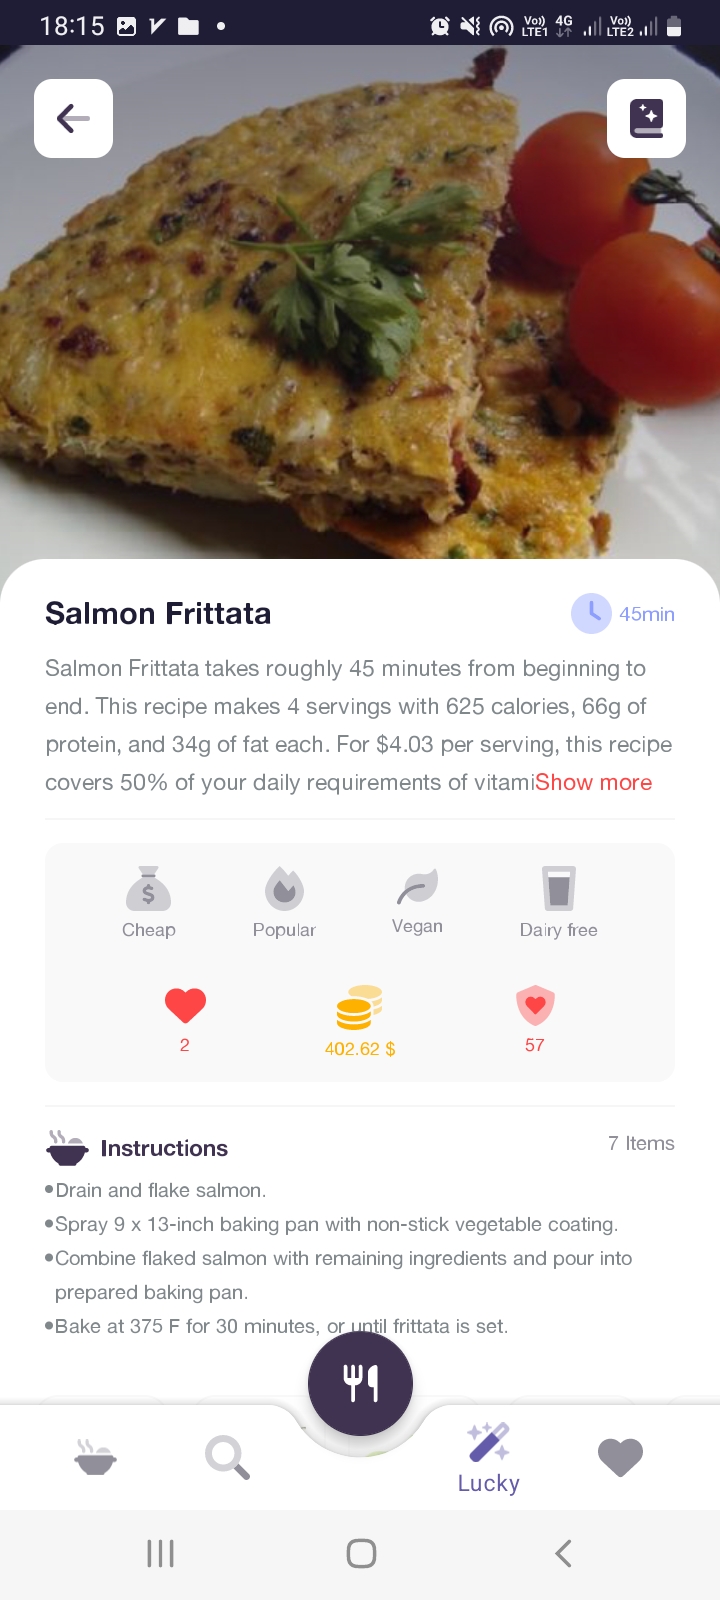 18:15
Vo)) LTE1 4G Vo)) LTE2
Salmon Frittata
45min
Salmon Frittata takes roughly 45 minutes from beginning to
end. This recipe makes 4 servings with 625 calories, 66g of
protein, and 34g of fat each. For $4.03 per serving, this recipe
covers 50% of your daily requirements of vitamiShow more
Cheap Popular Vegan Dairy free
2 402.62 $ 57
Instructions
7 Items
•Drain and flake salmon.
•Spray 9 x 13-inch baking pan with non-stick vegetable coating.
•Combine flaked salmon with remaining ingredients and pour into
prepared baking pan.
•Bake at 375 F for 30 minutes, or until frittata is set.
Lucky